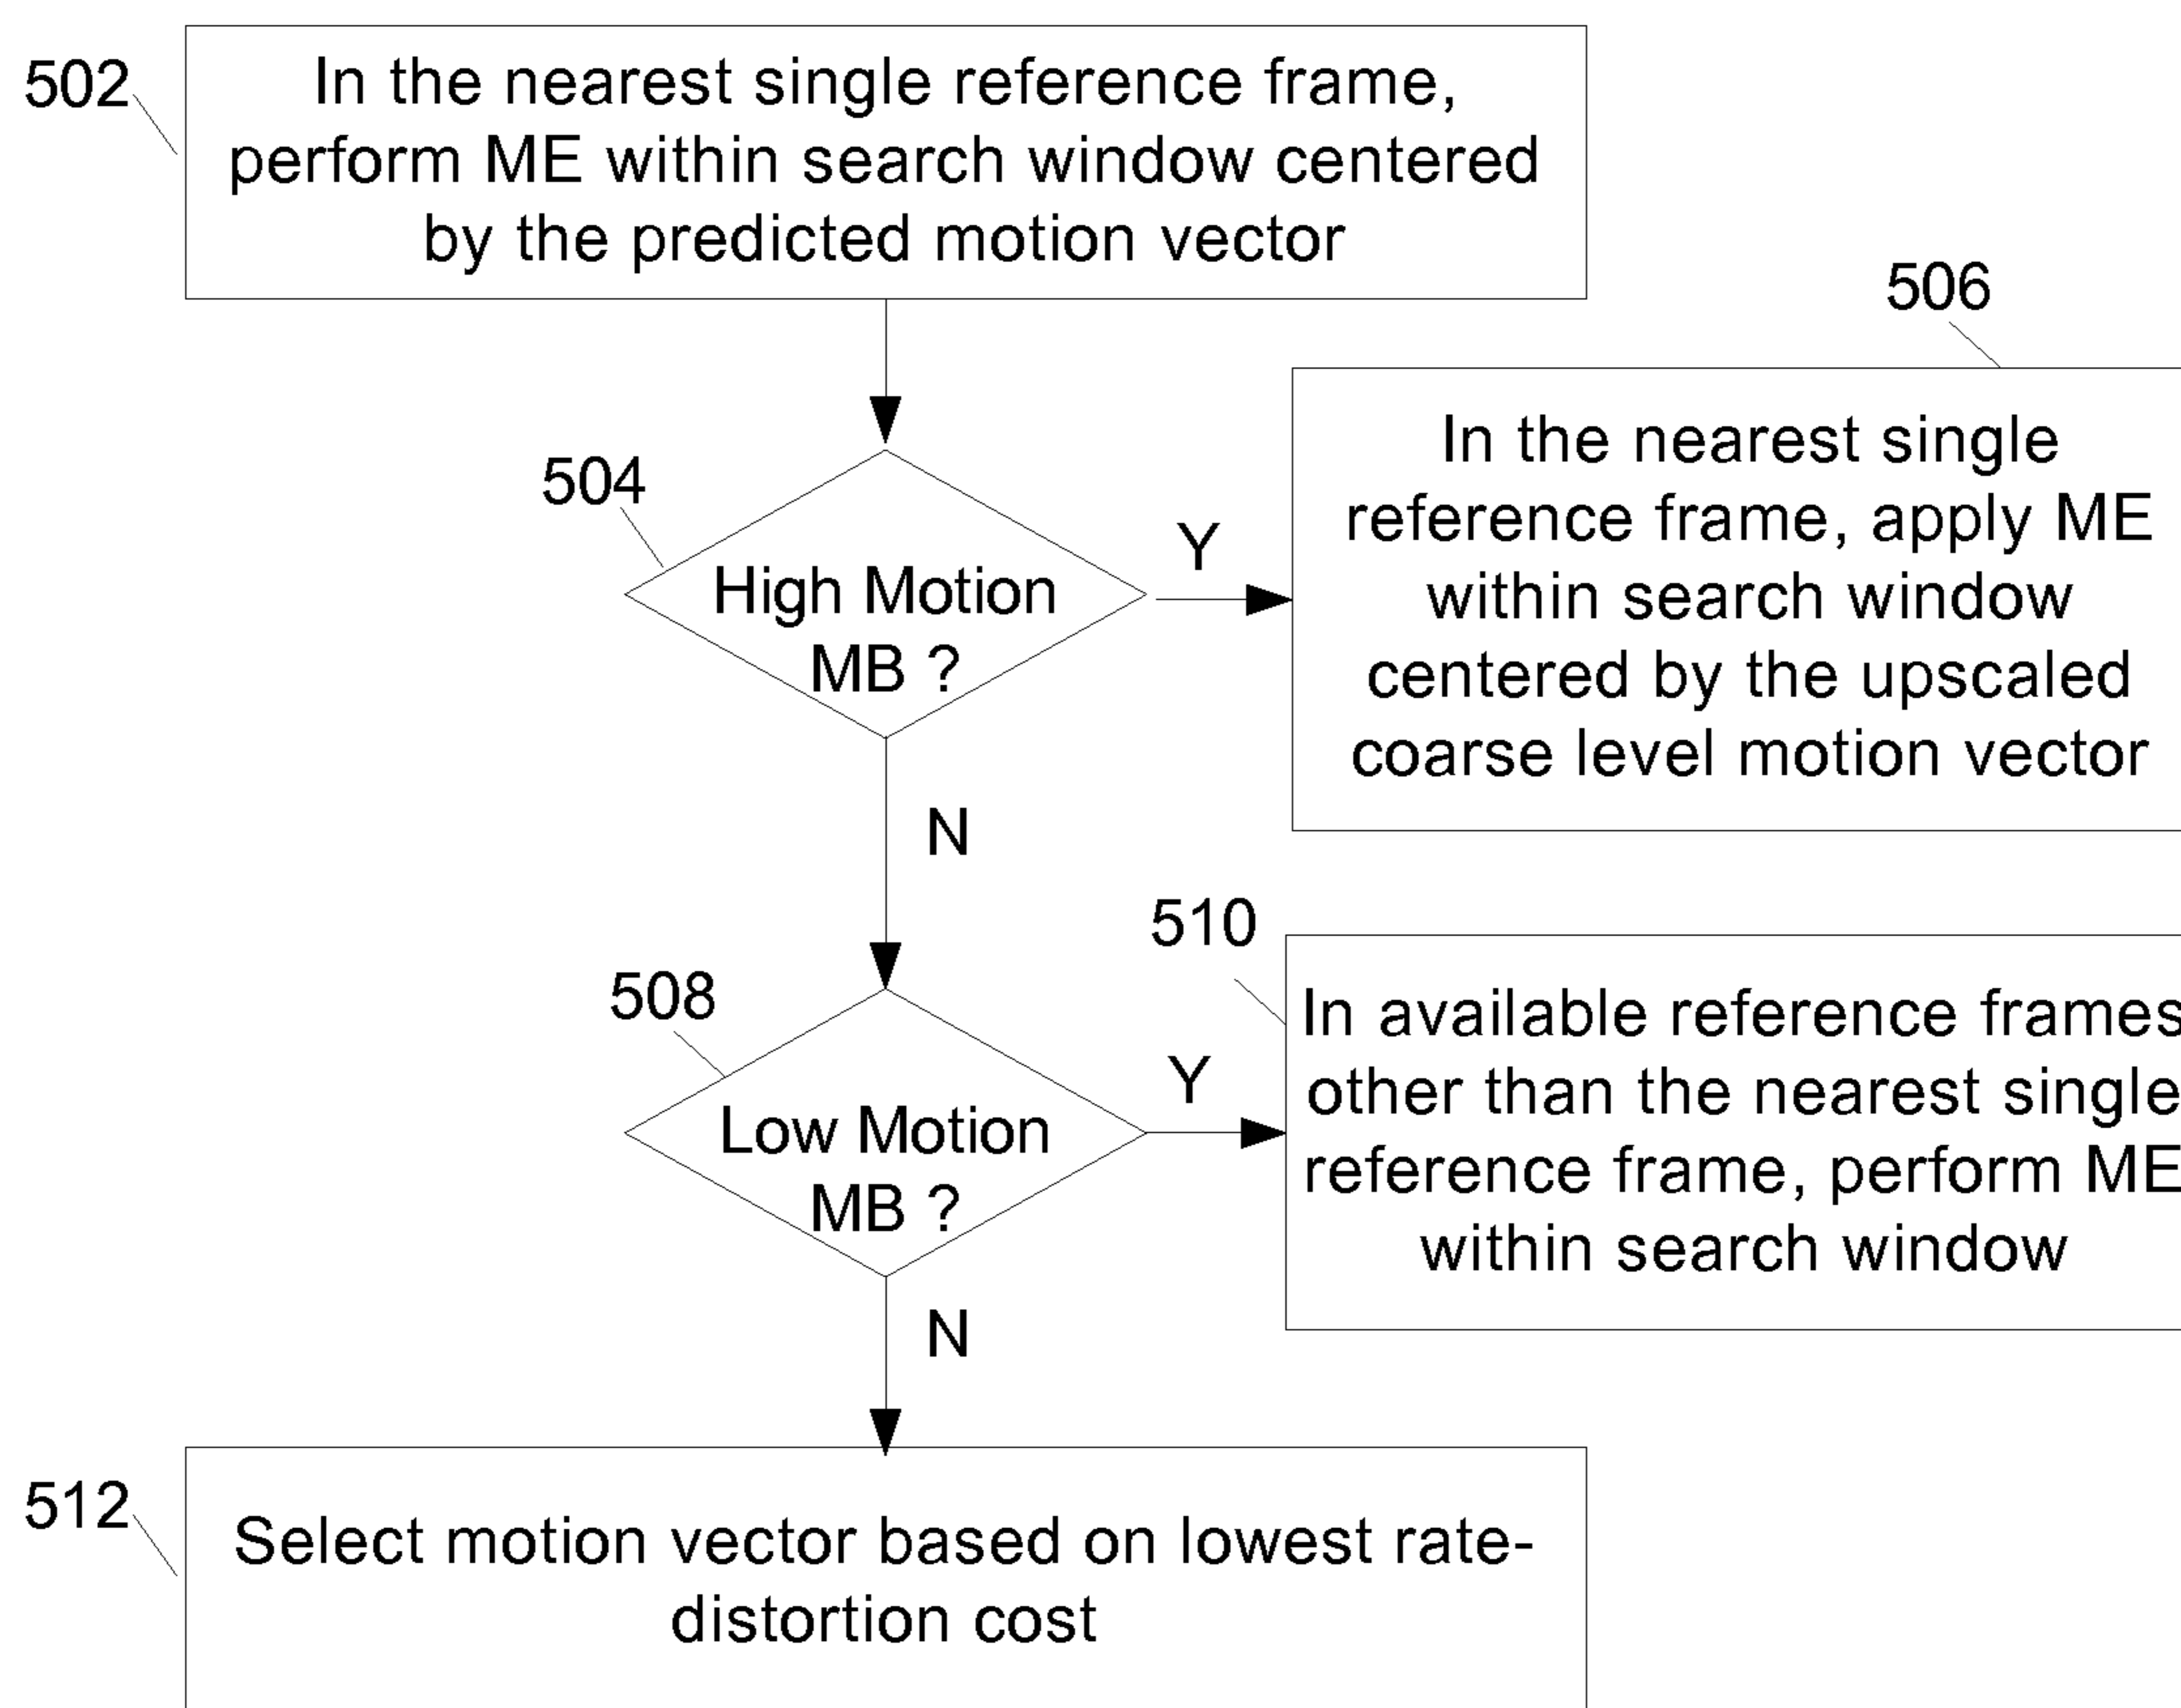 502
In the nearest single reference frame,
perform ME within search window centered
by the predicted motion vector
506
504
High Motion
MB ?
Y
In the nearest single
reference frame, apply ME
within search window
centered by the upscaled
coarse level motion vector
N
510
508
Low Motion
MB ?
Y
In available reference frames
other than the nearest single
reference frame, perform ME
within search window
N
512
Select motion vector based on lowest rate-
distortion cost